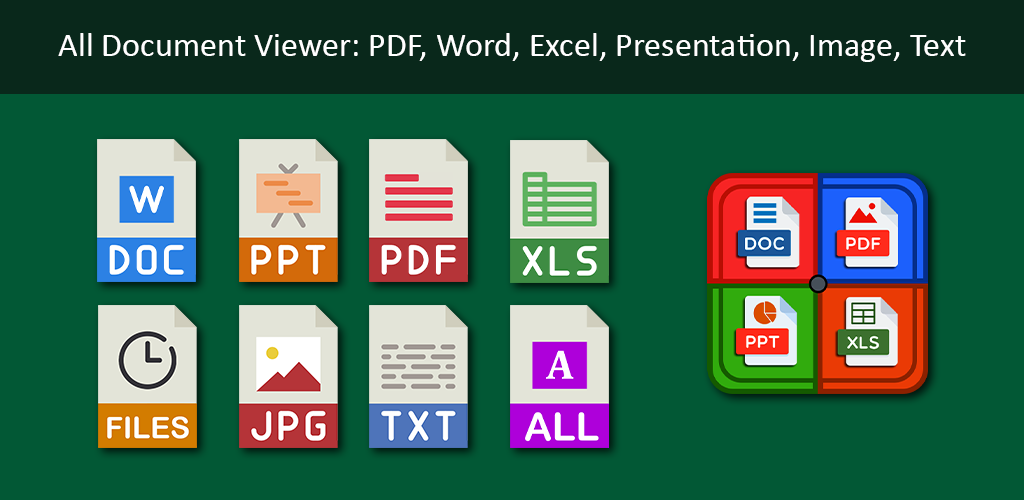 All Document Viewer: PDF, Word, Excel, Presentation, Image, Text
W
DOC
PPT
PDF
XLS
DOC
PDF
PPT
XLS
FILES
JPG
TXT
A
ALL